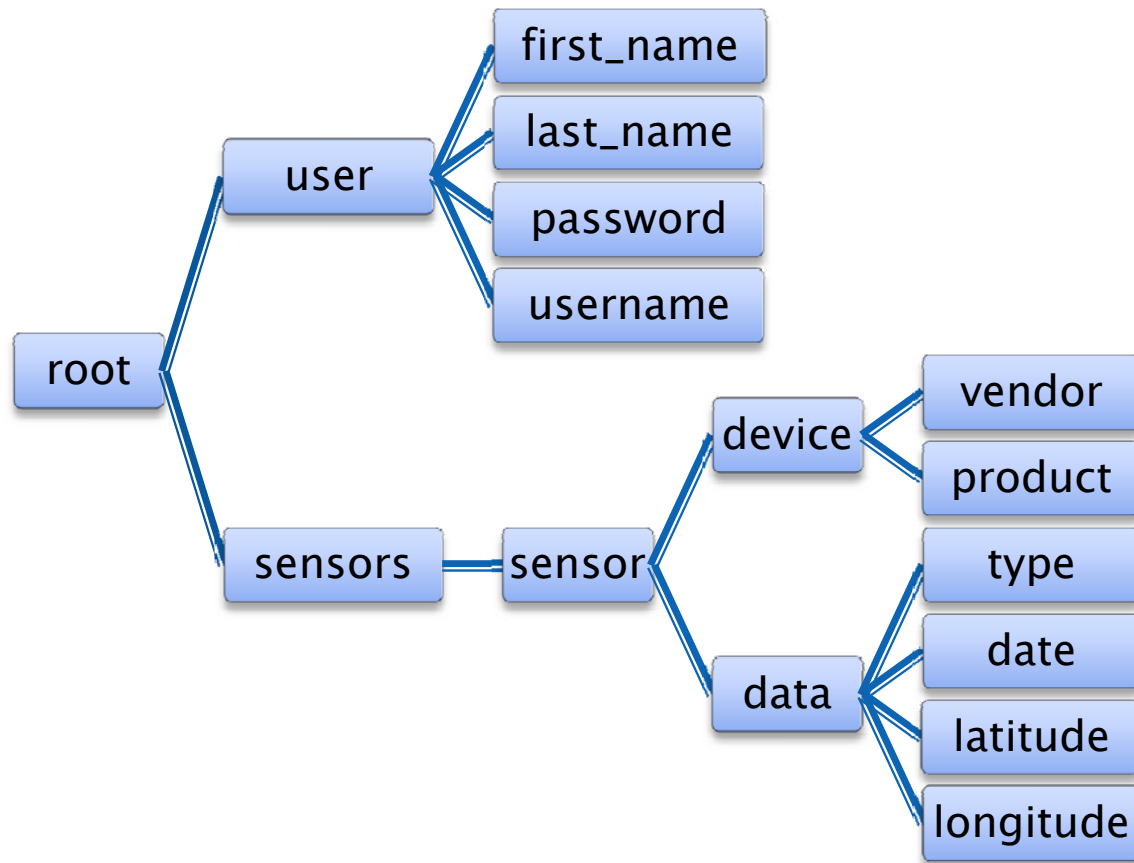 first_name
last_name
user
password
username
root
vendor
device
product
sensors
sensor
type
date
data
latitude
longitude